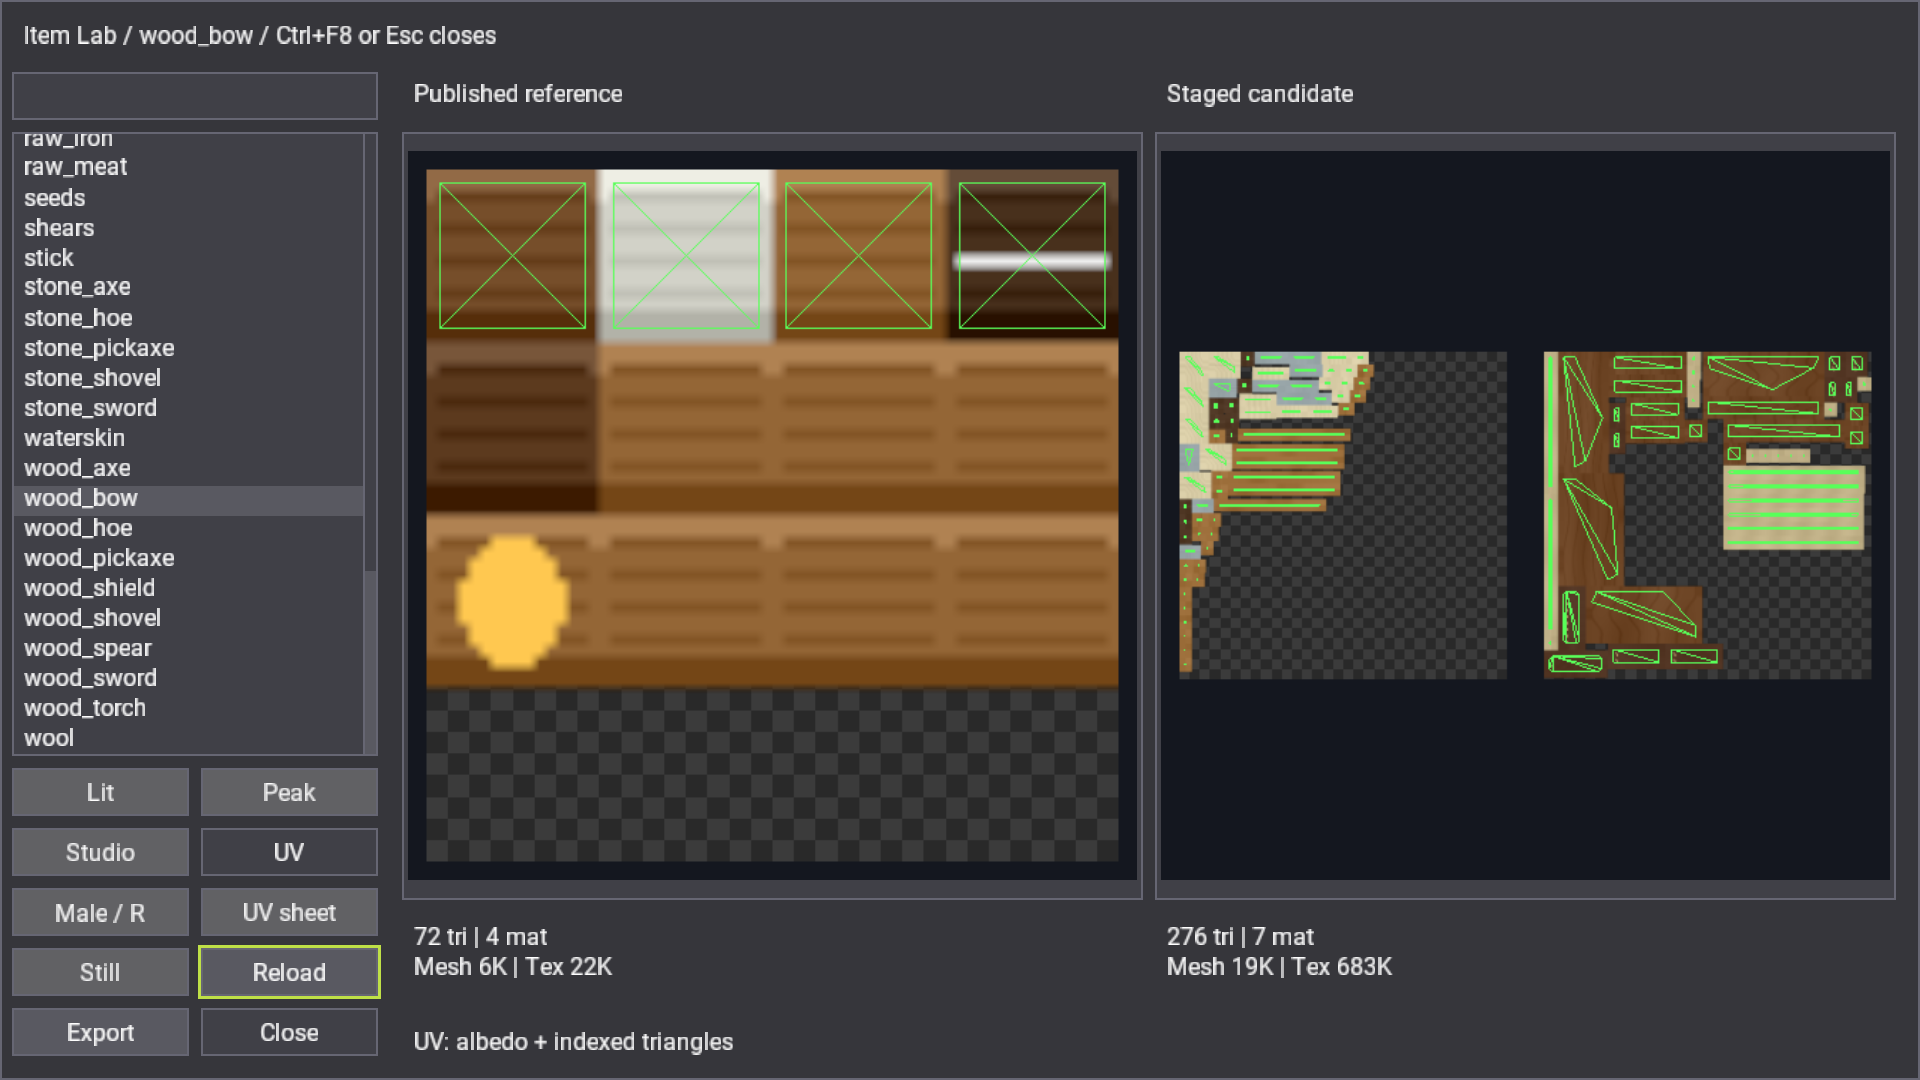 Item Lab / wood_bow / Ctrl+F8 or Esc closes
Published reference
Staged candidate
raw_iron
raw_meat
seeds
shears
stick
stone_axe
stone_hoe
stone_pickaxe
stone_shovel
stone_sword
waterskin
wood_axe
wood_bow
wood_hoe
wood_pickaxe
wood_shield
wood_shovel
wood_spear
wood_sword
wood_torch
wool
Lit
Peak
Studio
UV
Male / R
UV sheet
Still
Reload
Export
Close
72 tri | 4 mat
Mesh 6K | Tex 22K
276 tri | 7 mat
Mesh 19K | Tex 683K
UV: albedo + indexed triangles